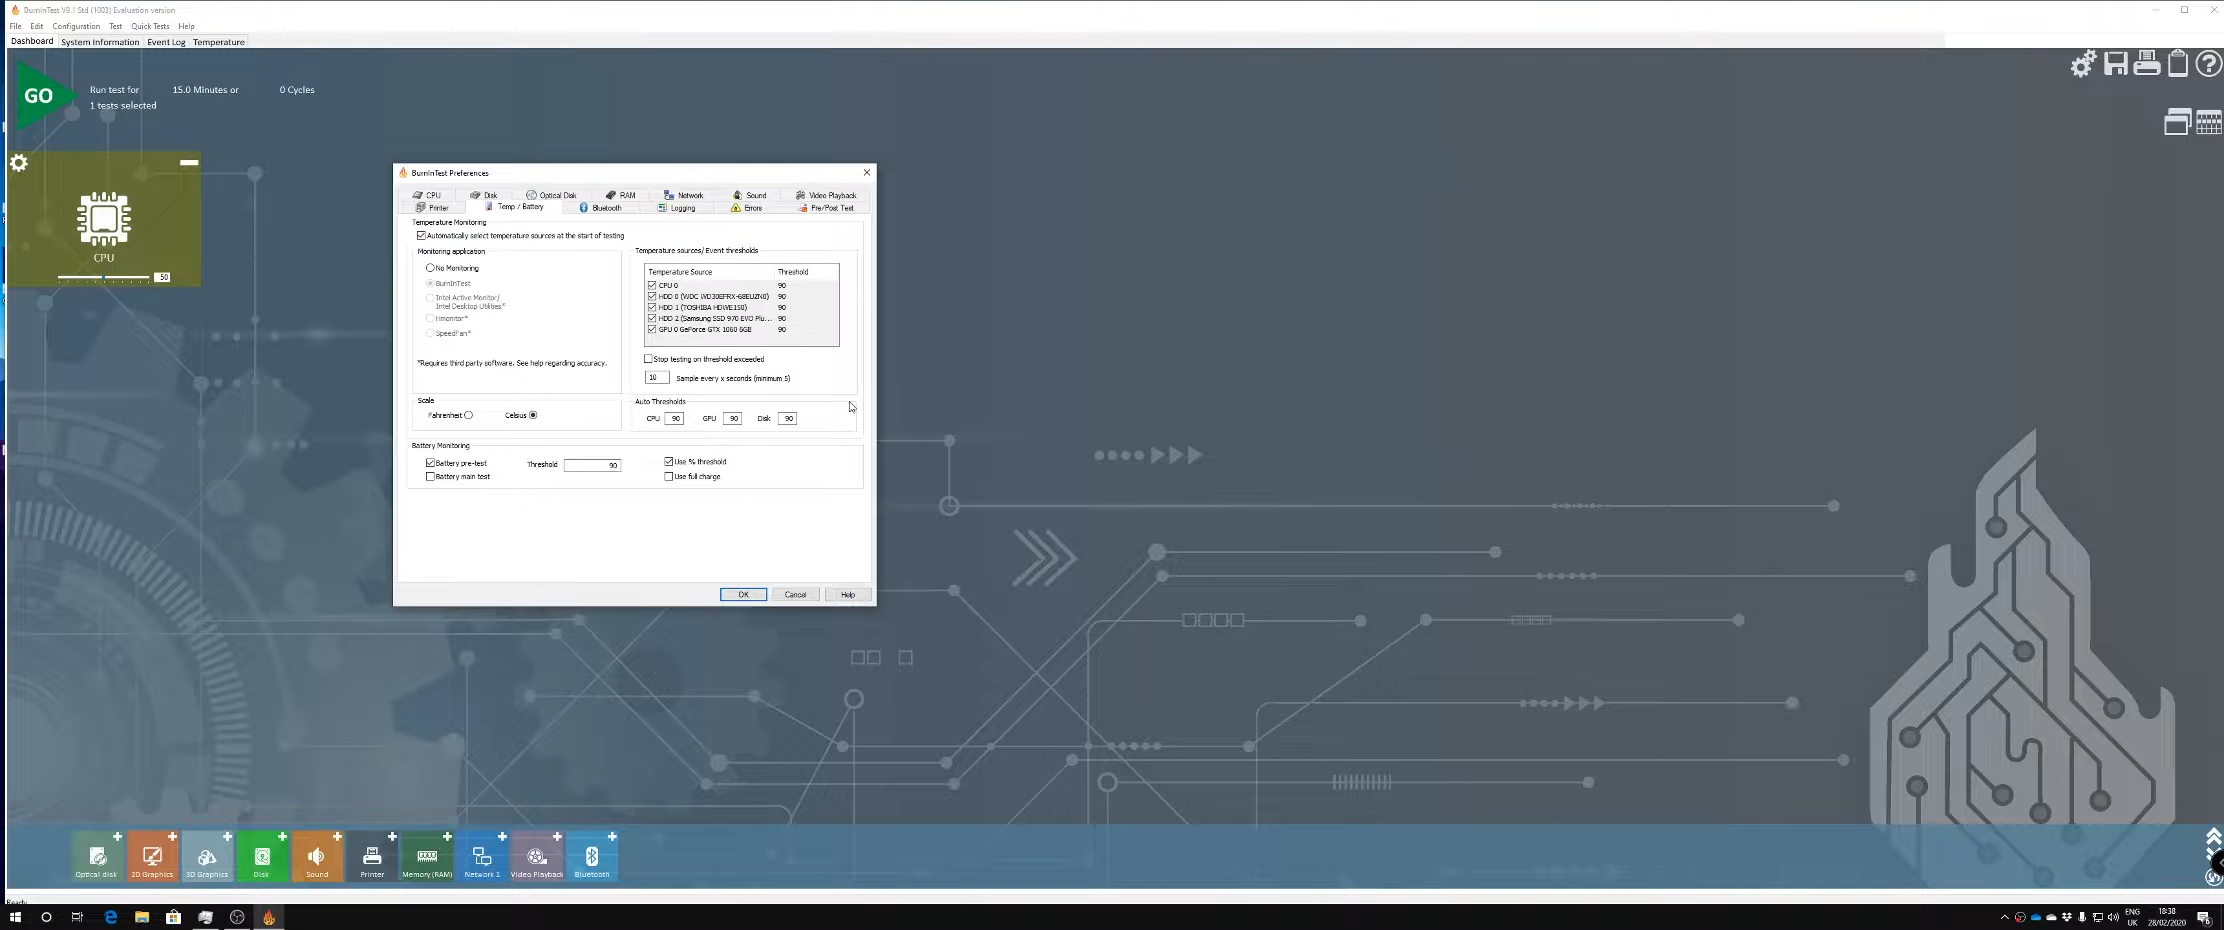 BurnInTest V9.1 Std (1003) Evaluation version
File Edit Configuration Test Quick Tests Help
Dashboard System Information Event Log Temperature
GO
Run test for 15.0 Minutes or 0 Cycles
1 tests selected
CPU
50
BurnInTest Preferences
CPU Disk Optical Disk RAM Network Sound Video Playback
Printer Temp / Battery Bluetooth Logging Errors Pre/Post Test
Temperature Monitoring
Automatically select temperature sources at the start of testing
Monitoring application
No Monitoring
BurnInTest
Intel Active Monitor/
Intel Desktop Utilities*
Hmonitor*
SpeedFan*
*Requires third party software. See help regarding accuracy.
Temperature sources/ Event thresholds
Temperature Source Threshold
CPU 0 90
HDD 0 (WDC WD30EFRX-68EUZN0) 90
HDD 1 (TOSHIBA HDWE150) 90
HDD 2 (Samsung SSD 970 EVO Plu... 90
GPU 0 GeForce GTX 1060 6GB 90
Stop testing on threshold exceeded
10 Sample every x seconds (minimum 5)
Scale
Fahrenheit Celsius
Auto Thresholds
CPU 90 GPU 90 Disk 90
Battery Monitoring
Battery pre-test Threshold 90 Use % threshold
Battery main test Use full charge
OK Cancel Help
Optical disk 2D Graphics 3D Graphics Disk Sound Printer Memory (RAM) Network 1 Video Playback Bluetooth
Ready
ENG 18:38
UK 28/02/2020